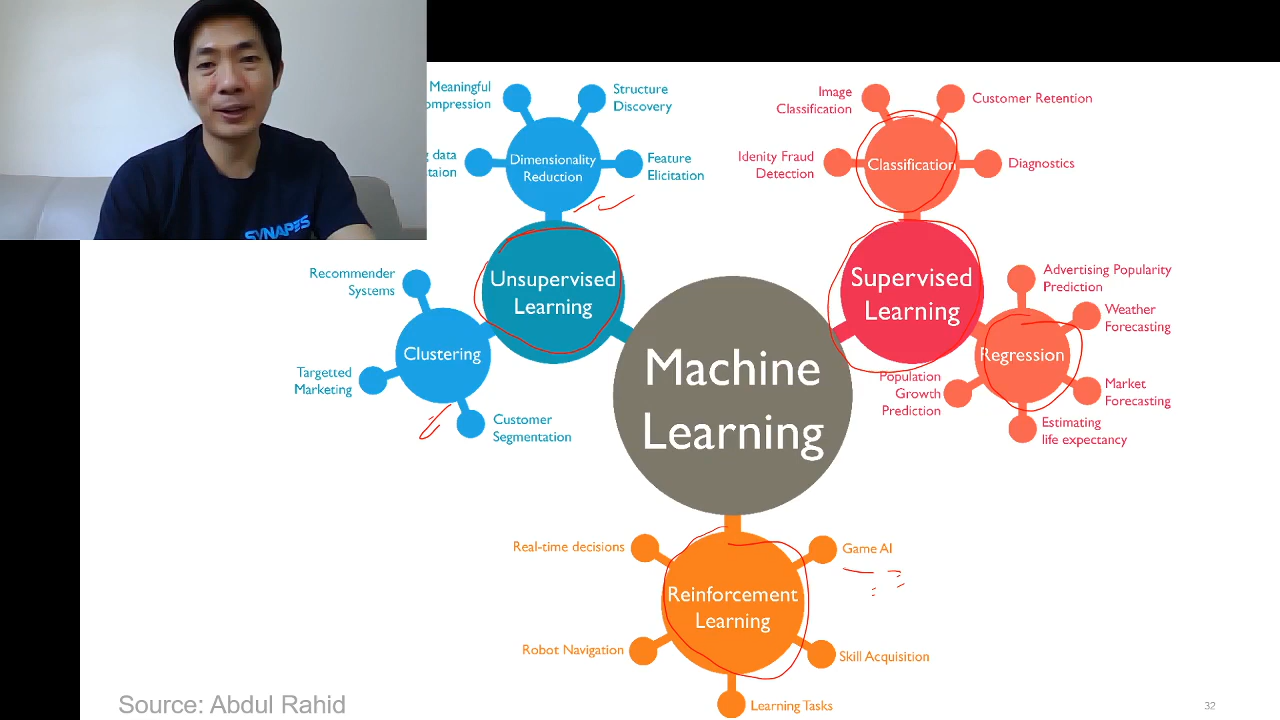 SYNAPES
Meaningful
ompression
Structure
Discovery
g data
taion
Dimensionality
Reduction
Feature
Elicitation
Unsupervised
Learning
Recommender
Systems
Clustering
Targetted
Marketing
Customer
Segmentation
Image
Classification
Customer Retention
Idenity Fraud
Detection
Classification
Diagnostics
Supervised
Learning
Advertising Popularity
Prediction
Weather
Forecasting
Regression
Population
Growth
Prediction
Market
Forecasting
Estimating
life expectancy
Machine
Learning
Real-time decisions
Game AI
Reinforcement
Learning
Robot Navigation
Skill Acquisition
Learning Tasks
Source: Abdul Rahid
32